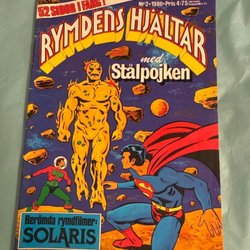 52 SIDOR I FÄRG!
RYMDENS HJÄLTAR
Nr 2 • 1980 • Pris 4:75
med
Stålpojken
Berömda rymdfilmer:
SOLARIS